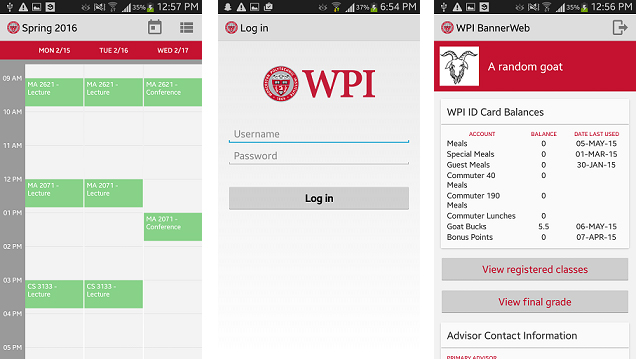 35% 12:57 PM
Spring 2016
MON 2/15 TUE 2/16 WED 2/17
09 AM
MA 2621 - Lecture
MA 2621 - Lecture
MA 2621 - Conference
10 AM
11 AM
12 PM
MA 2071 - Lecture
MA 2071 - Lecture
01 PM
MA 2071 - Conference
02 PM
03 PM
CS 3133 - Lecture
CS 3133 - Lecture
04 PM
05 PM
37% 6:54 PM
Log in
WPI
Username
Password
Log in
35% 12:56 PM
WPI BannerWeb
A random goat
WPI ID Card Balances
ACCOUNT BALANCE DATE LAST USED
Meals 0 05-MAY-15
Special Meals 0 01-MAR-15
Guest Meals 0 30-JAN-15
Commuter 40 Meals 0
Commuter 190 Meals 0
Commuter Lunches 0
Goat Bucks 5.5 06-MAY-15
Bonus Points 0 07-APR-15
View registered classes
View final grade
Advisor Contact Information
PRIMARY ADVISOR